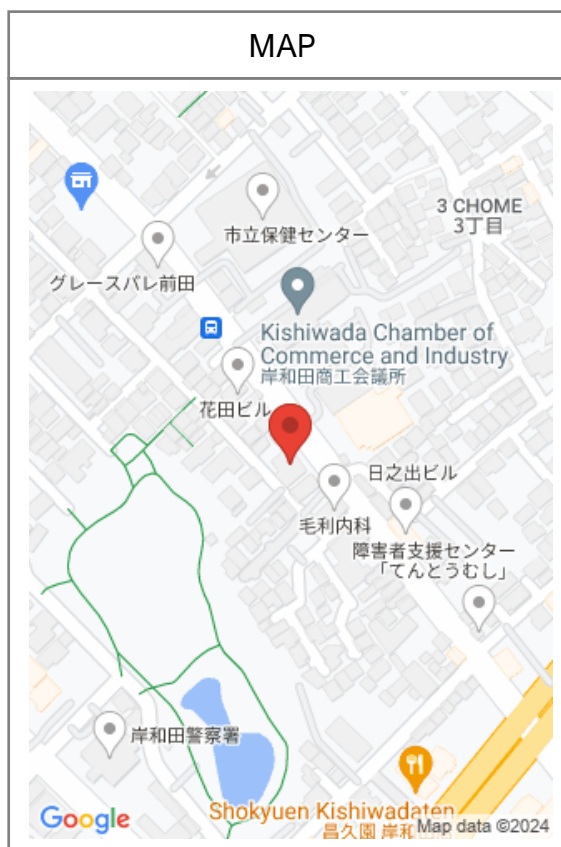 MAP
3 CHOME
3丁目
市立保健センター
グレースバレ前田
Kishiwada Chamber of
Commerce and Industry
岸和田商工会議所
花田ビル
日之出ビル
毛利内科
障害者支援センター
「てんとうむし」
岸和田警察署
Shokyuen Kishiwadaten
昌久園 岸和田店
Google
Map data ©2024